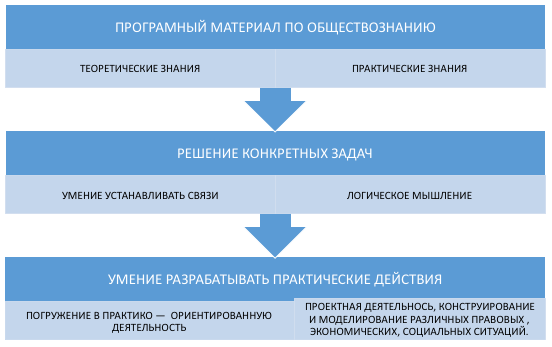 ПРОГРАМНЫЙ МАТЕРИАЛ ПО ОБЩЕСТВОЗНАНИЮ
ТЕОРЕТИЧЕСКИЕ ЗНАНИЯ
ПРАКТИЧЕСКИЕ ЗНАНИЯ
РЕШЕНИЕ КОНКРЕТНЫХ ЗАДАЧ
УМЕНИЕ УСТАНАВЛИВАТЬ СВЯЗИ
ЛОГИЧЕСКОЕ МЫШЛЕНИЕ
УМЕНИЕ РАЗРАБАТЫВАТЬ ПРАКТИЧЕСКИЕ ДЕЙСТВИЯ
ПОГРУЖЕНИЕ В ПРАКТИКО — ОРИЕНТИРОВАННУЮ
ДЕЯТЕЛЬНОСТЬ
ПРОЕКТНАЯ ДЕЯТЕЛЬНОСЬ, КОНСТРУИРОВАНИЕ
И МОДЕЛИРОВАНИЕ РАЗЛИЧНЫХ ПРАВОВЫХ ,
ЭКОНОМИЧЕСКИХ, СОЦИАЛЬНЫХ СИТУАЦИЙ.